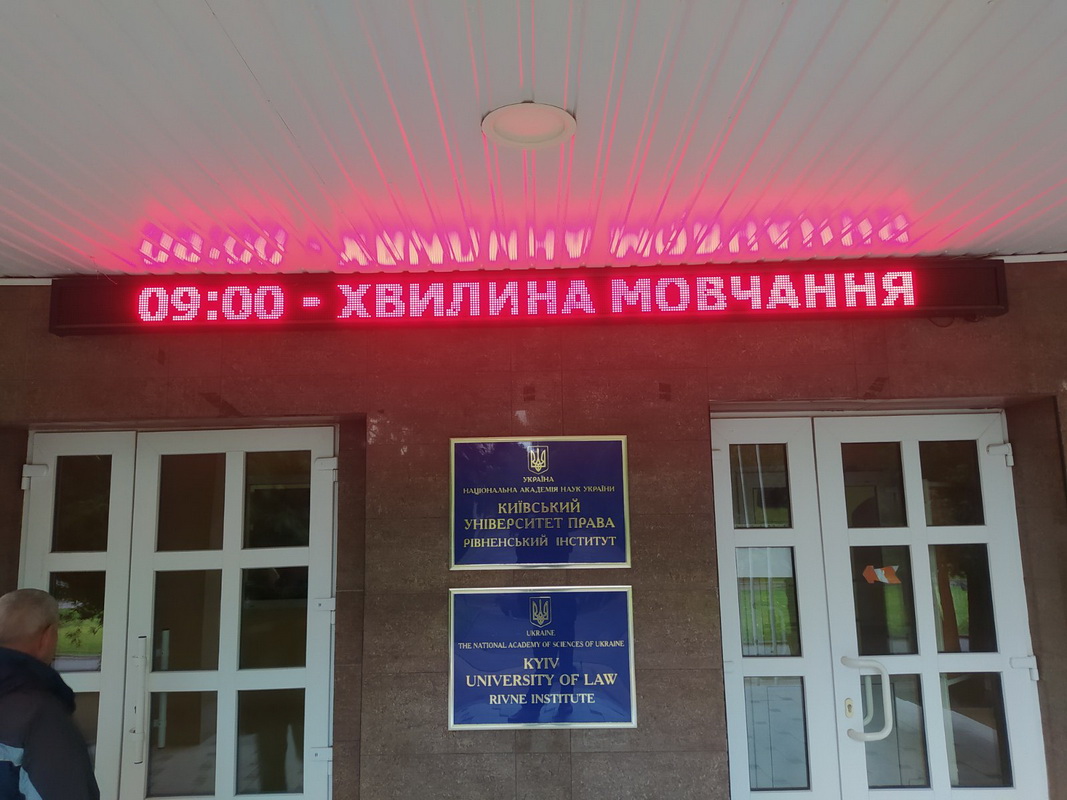 09:00 - ХВИЛИНА МОВЧАННЯ
УКРАЇНА
НАЦІОНАЛЬНА АКАДЕМІЯ НАУК УКРАЇНИ
КИЇВСЬКИЙ
УНІВЕРСИТЕТ ПРАВА
РІВНЕНСЬКИЙ ІНСТИТУТ
UKRAINE
THE NATIONAL ACADEMY OF SCIENCES OF UKRAINE
KYIV
UNIVERSITY OF LAW
RIVNE INSTITUTE